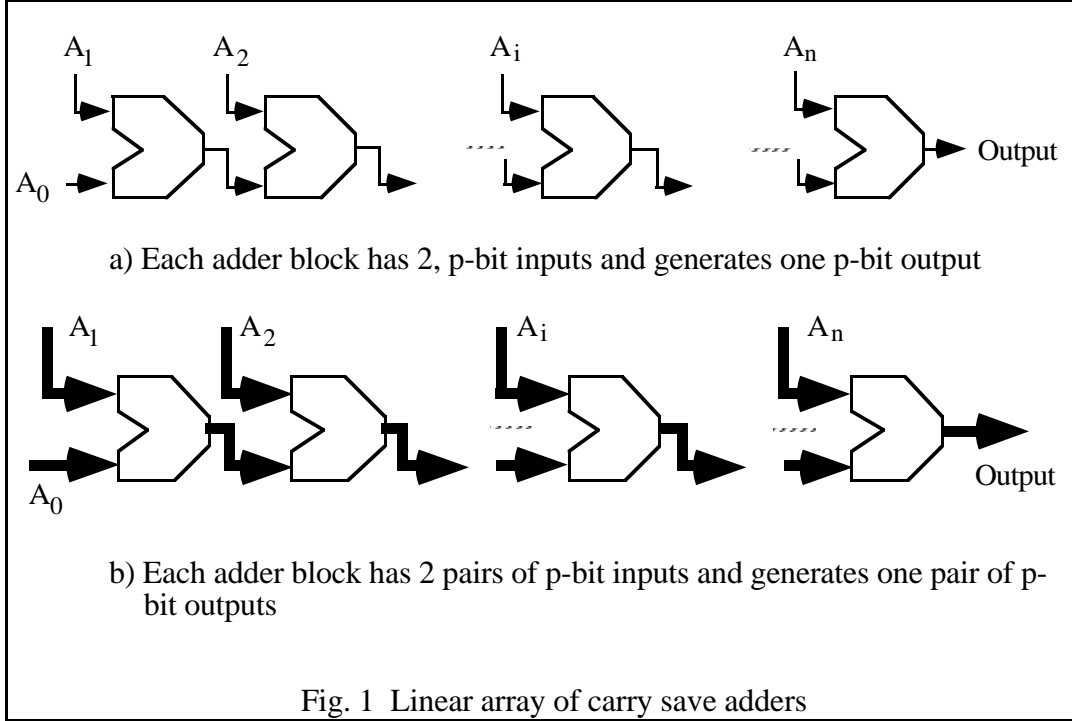 A1 A2 Ai An
A0 Output
a) Each adder block has 2, p-bit inputs and generates one p-bit output
A1 A2 Ai An
A0 Output
b) Each adder block has 2 pairs of p-bit inputs and generates one pair of p-
bit outputs
Fig. 1 Linear array of carry save adders